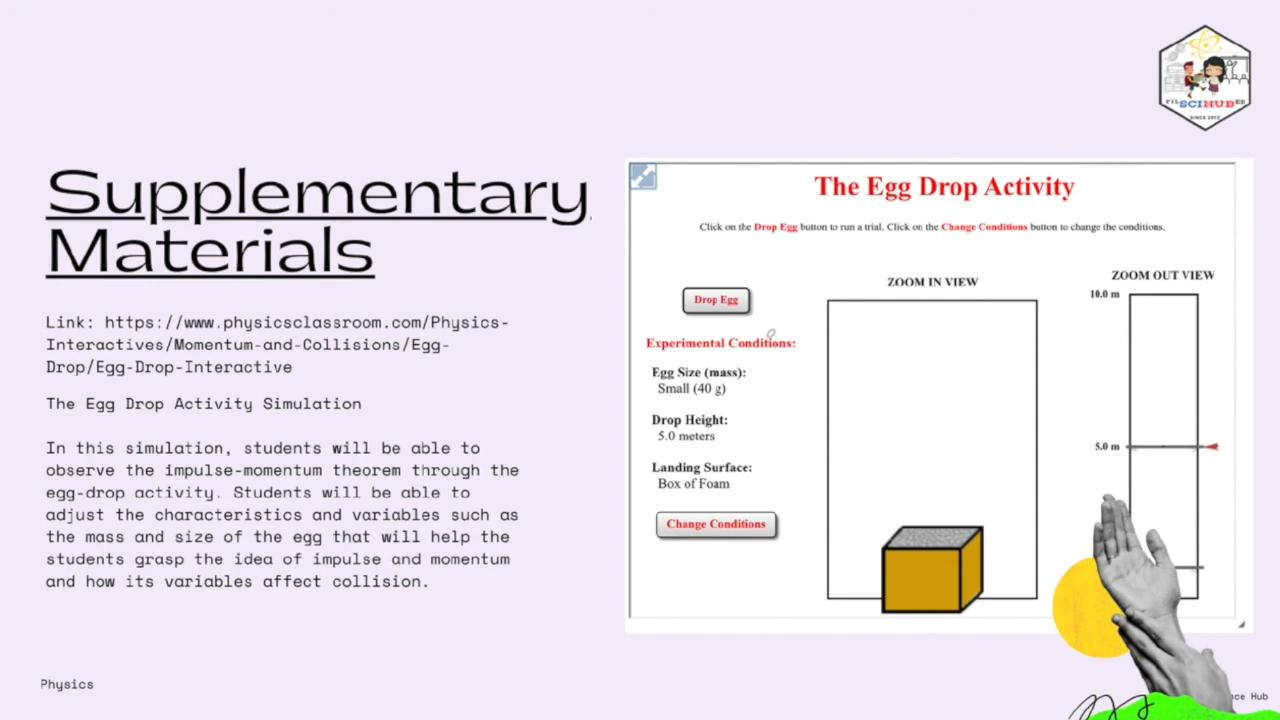 FIL SCIHUB ED
SINCE 2012
Supplementary
Materials
Link: https://www.physicsclassroom.com/Physics-
Interactives/Momentum-and-Collisions/Egg-
Drop/Egg-Drop-Interactive
The Egg Drop Activity Simulation
In this simulation, students will be able to
observe the impulse-momentum theorem through the
egg-drop activity. Students will be able to
adjust the characteristics and variables such as
the mass and size of the egg that will help the
students grasp the idea of impulse and momentum
and how its variables affect collision.
The Egg Drop Activity
Click on the Drop Egg button to run a trial. Click on the Change Conditions button to change the conditions.
Drop Egg
Experimental Conditions:
Egg Size (mass):
Small (40 g)
Drop Height:
5.0 meters
Landing Surface:
Box of Foam
Change Conditions
ZOOM IN VIEW
ZOOM OUT VIEW
10.0 m
5.0 m
Physics
Hub